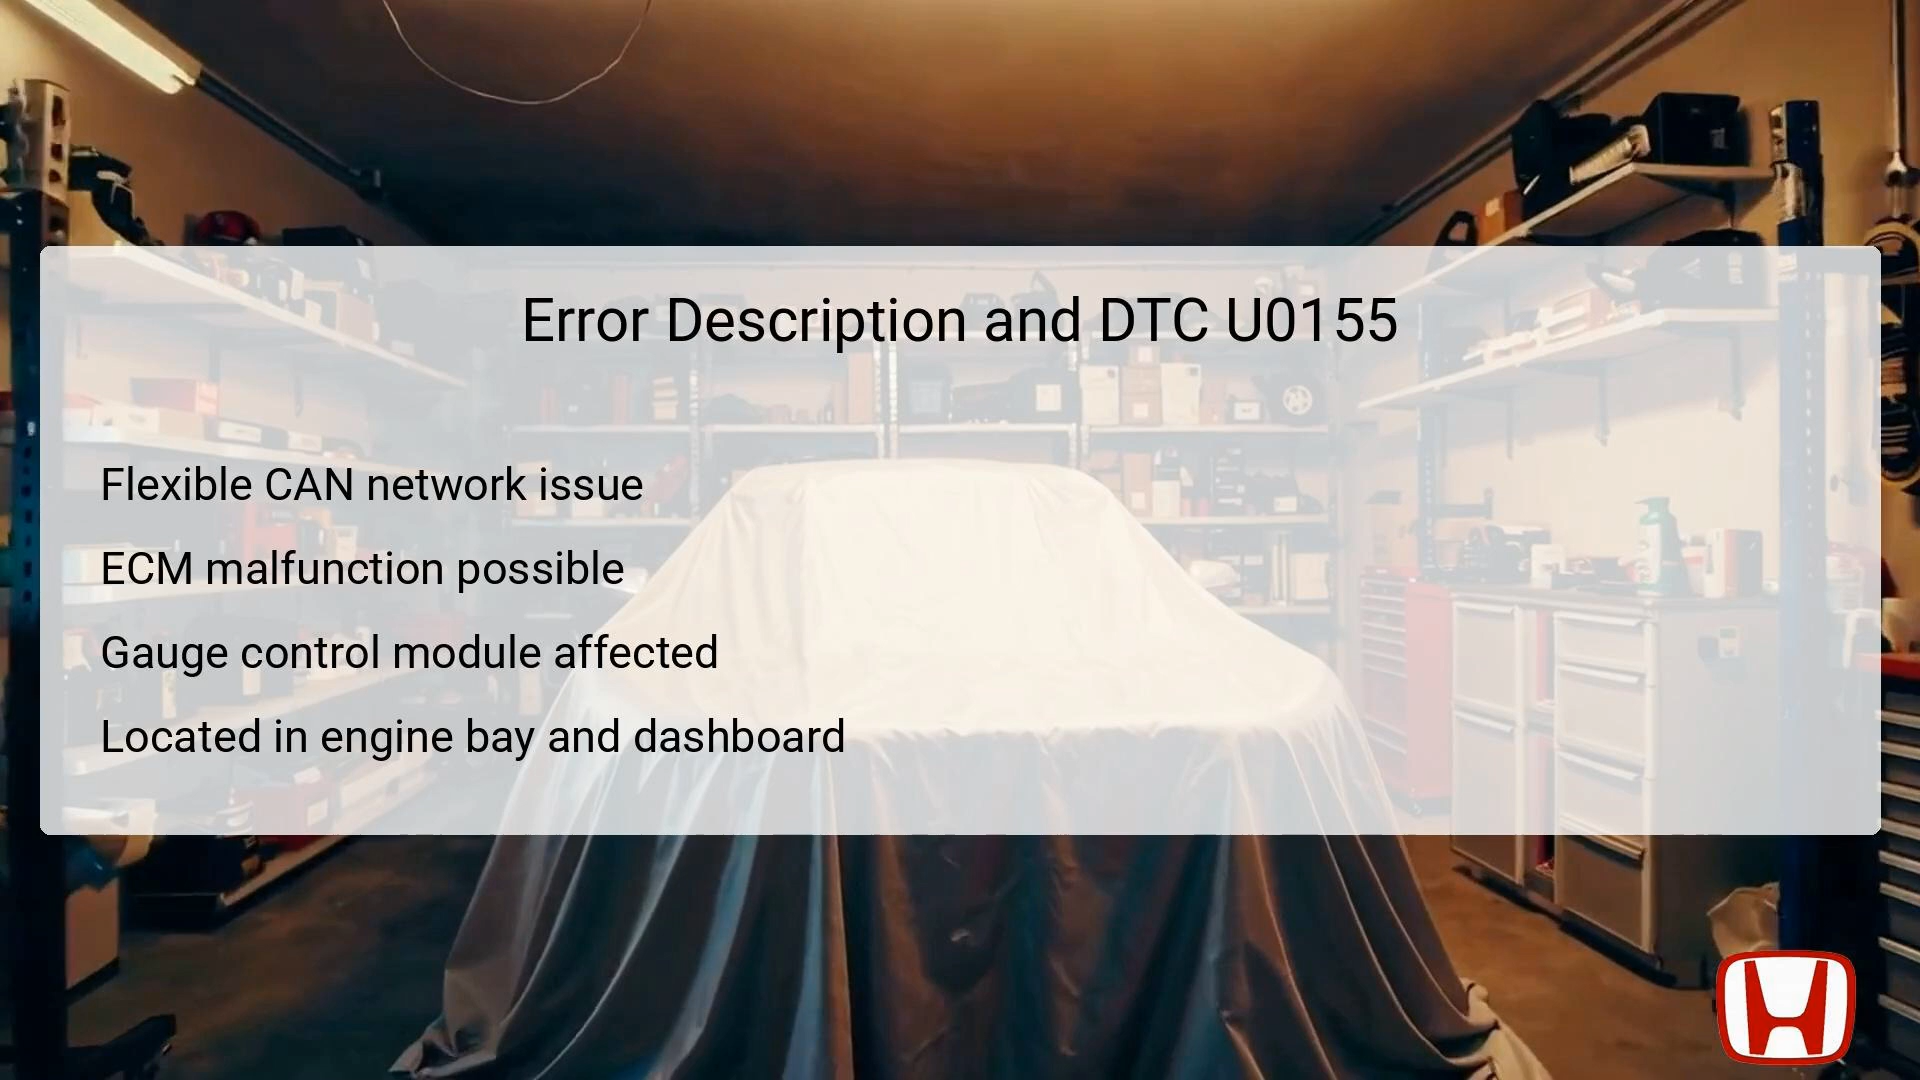 Error Description and DTC U0155
Flexible CAN network issue
ECM malfunction possible
Gauge control module affected
Located in engine bay and dashboard